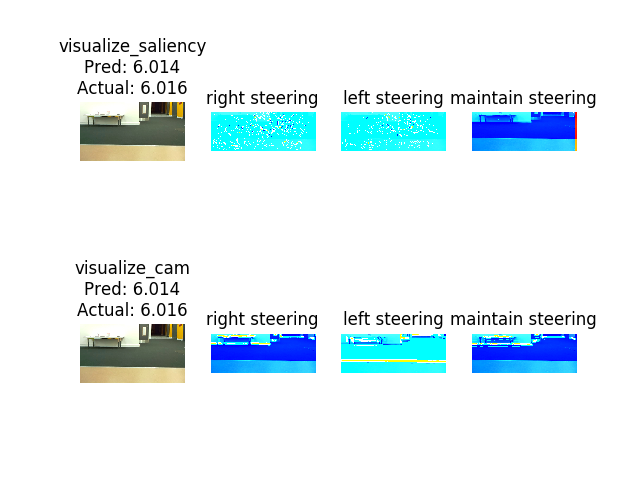 visualize_saliency
Pred: 6.014
Actual: 6.016
right steering
left steering
maintain steering
visualize_cam
Pred: 6.014
Actual: 6.016
right steering
left steering
maintain steering